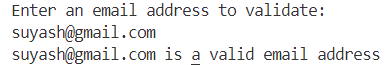 Enter an email address to validate:
suyash@gmail.com
suyash@gmail.com is a valid email address